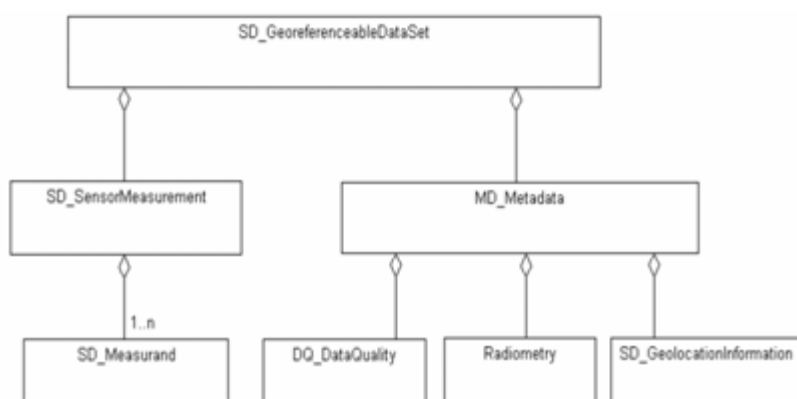 SD_GeoreferenceableDataSet
SD_SensorMeasurement
MD_Metadata
1..n
SD_Measurand
DQ_DataQuality
Radiometry
SD_GeolocationInformation